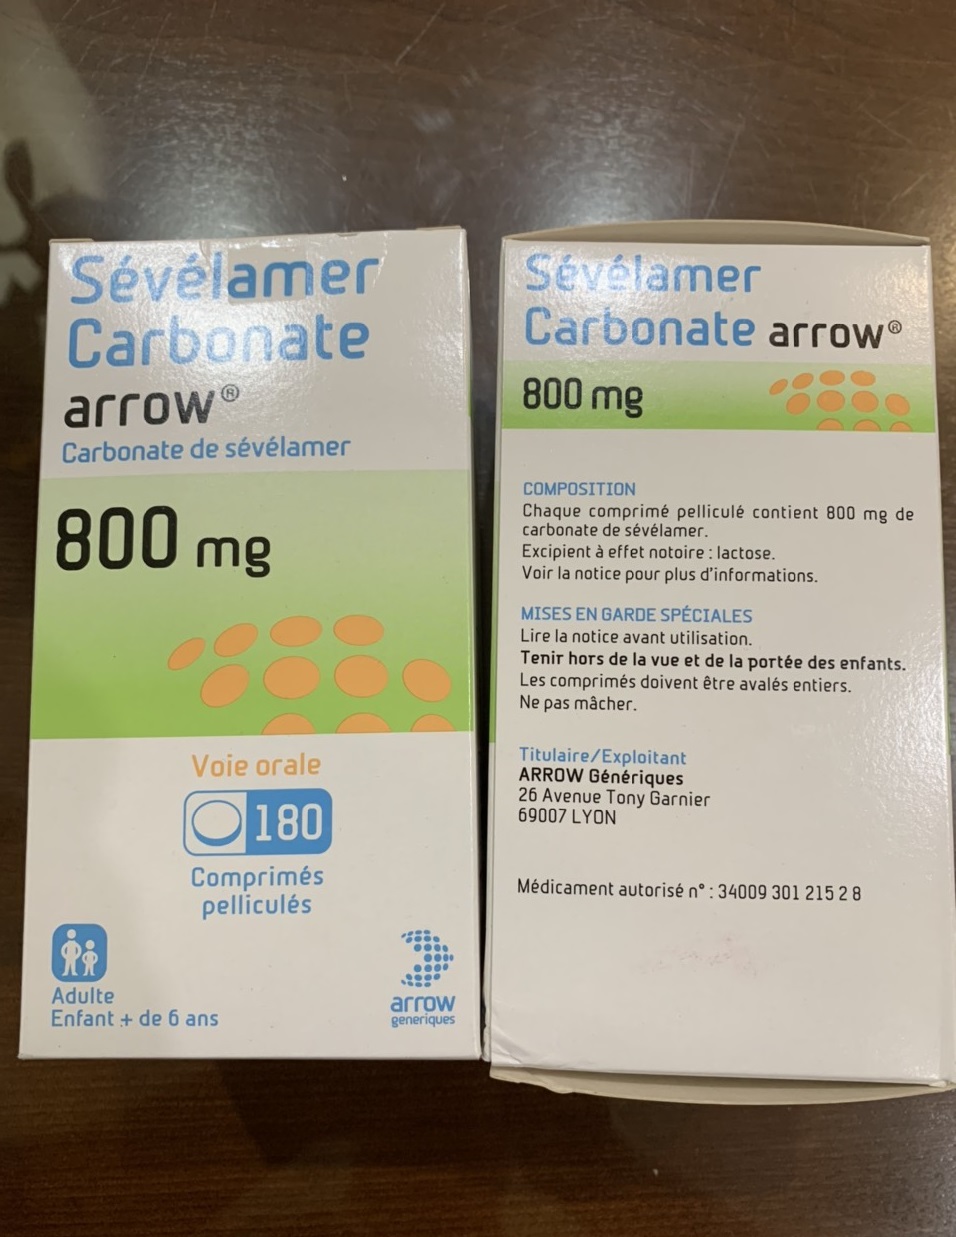 Sévélamer
Carbonate
arrow®
Carbonate de sévélamer
800 mg
Voie orale
180
Comprimés
pelliculés
Adulte
Enfant + de 6 ans
arrow
generiques
Sévélamer
Carbonate arrow®
800 mg
COMPOSITION
Chaque comprimé pelliculé contient 800 mg de
carbonate de sévélamer.
Excipient à effet notoire : lactose.
Voir la notice pour plus d'informations.
MISES EN GARDE SPÉCIALES
Lire la notice avant utilisation.
Tenir hors de la vue et de la portée des enfants.
Les comprimés doivent être avalés entiers.
Ne pas mâcher.
Titulaire/Exploitant
ARROW Génériques
26 Avenue Tony Garnier
69007 LYON
Médicament autorisé n° : 34009 301 215 2 8